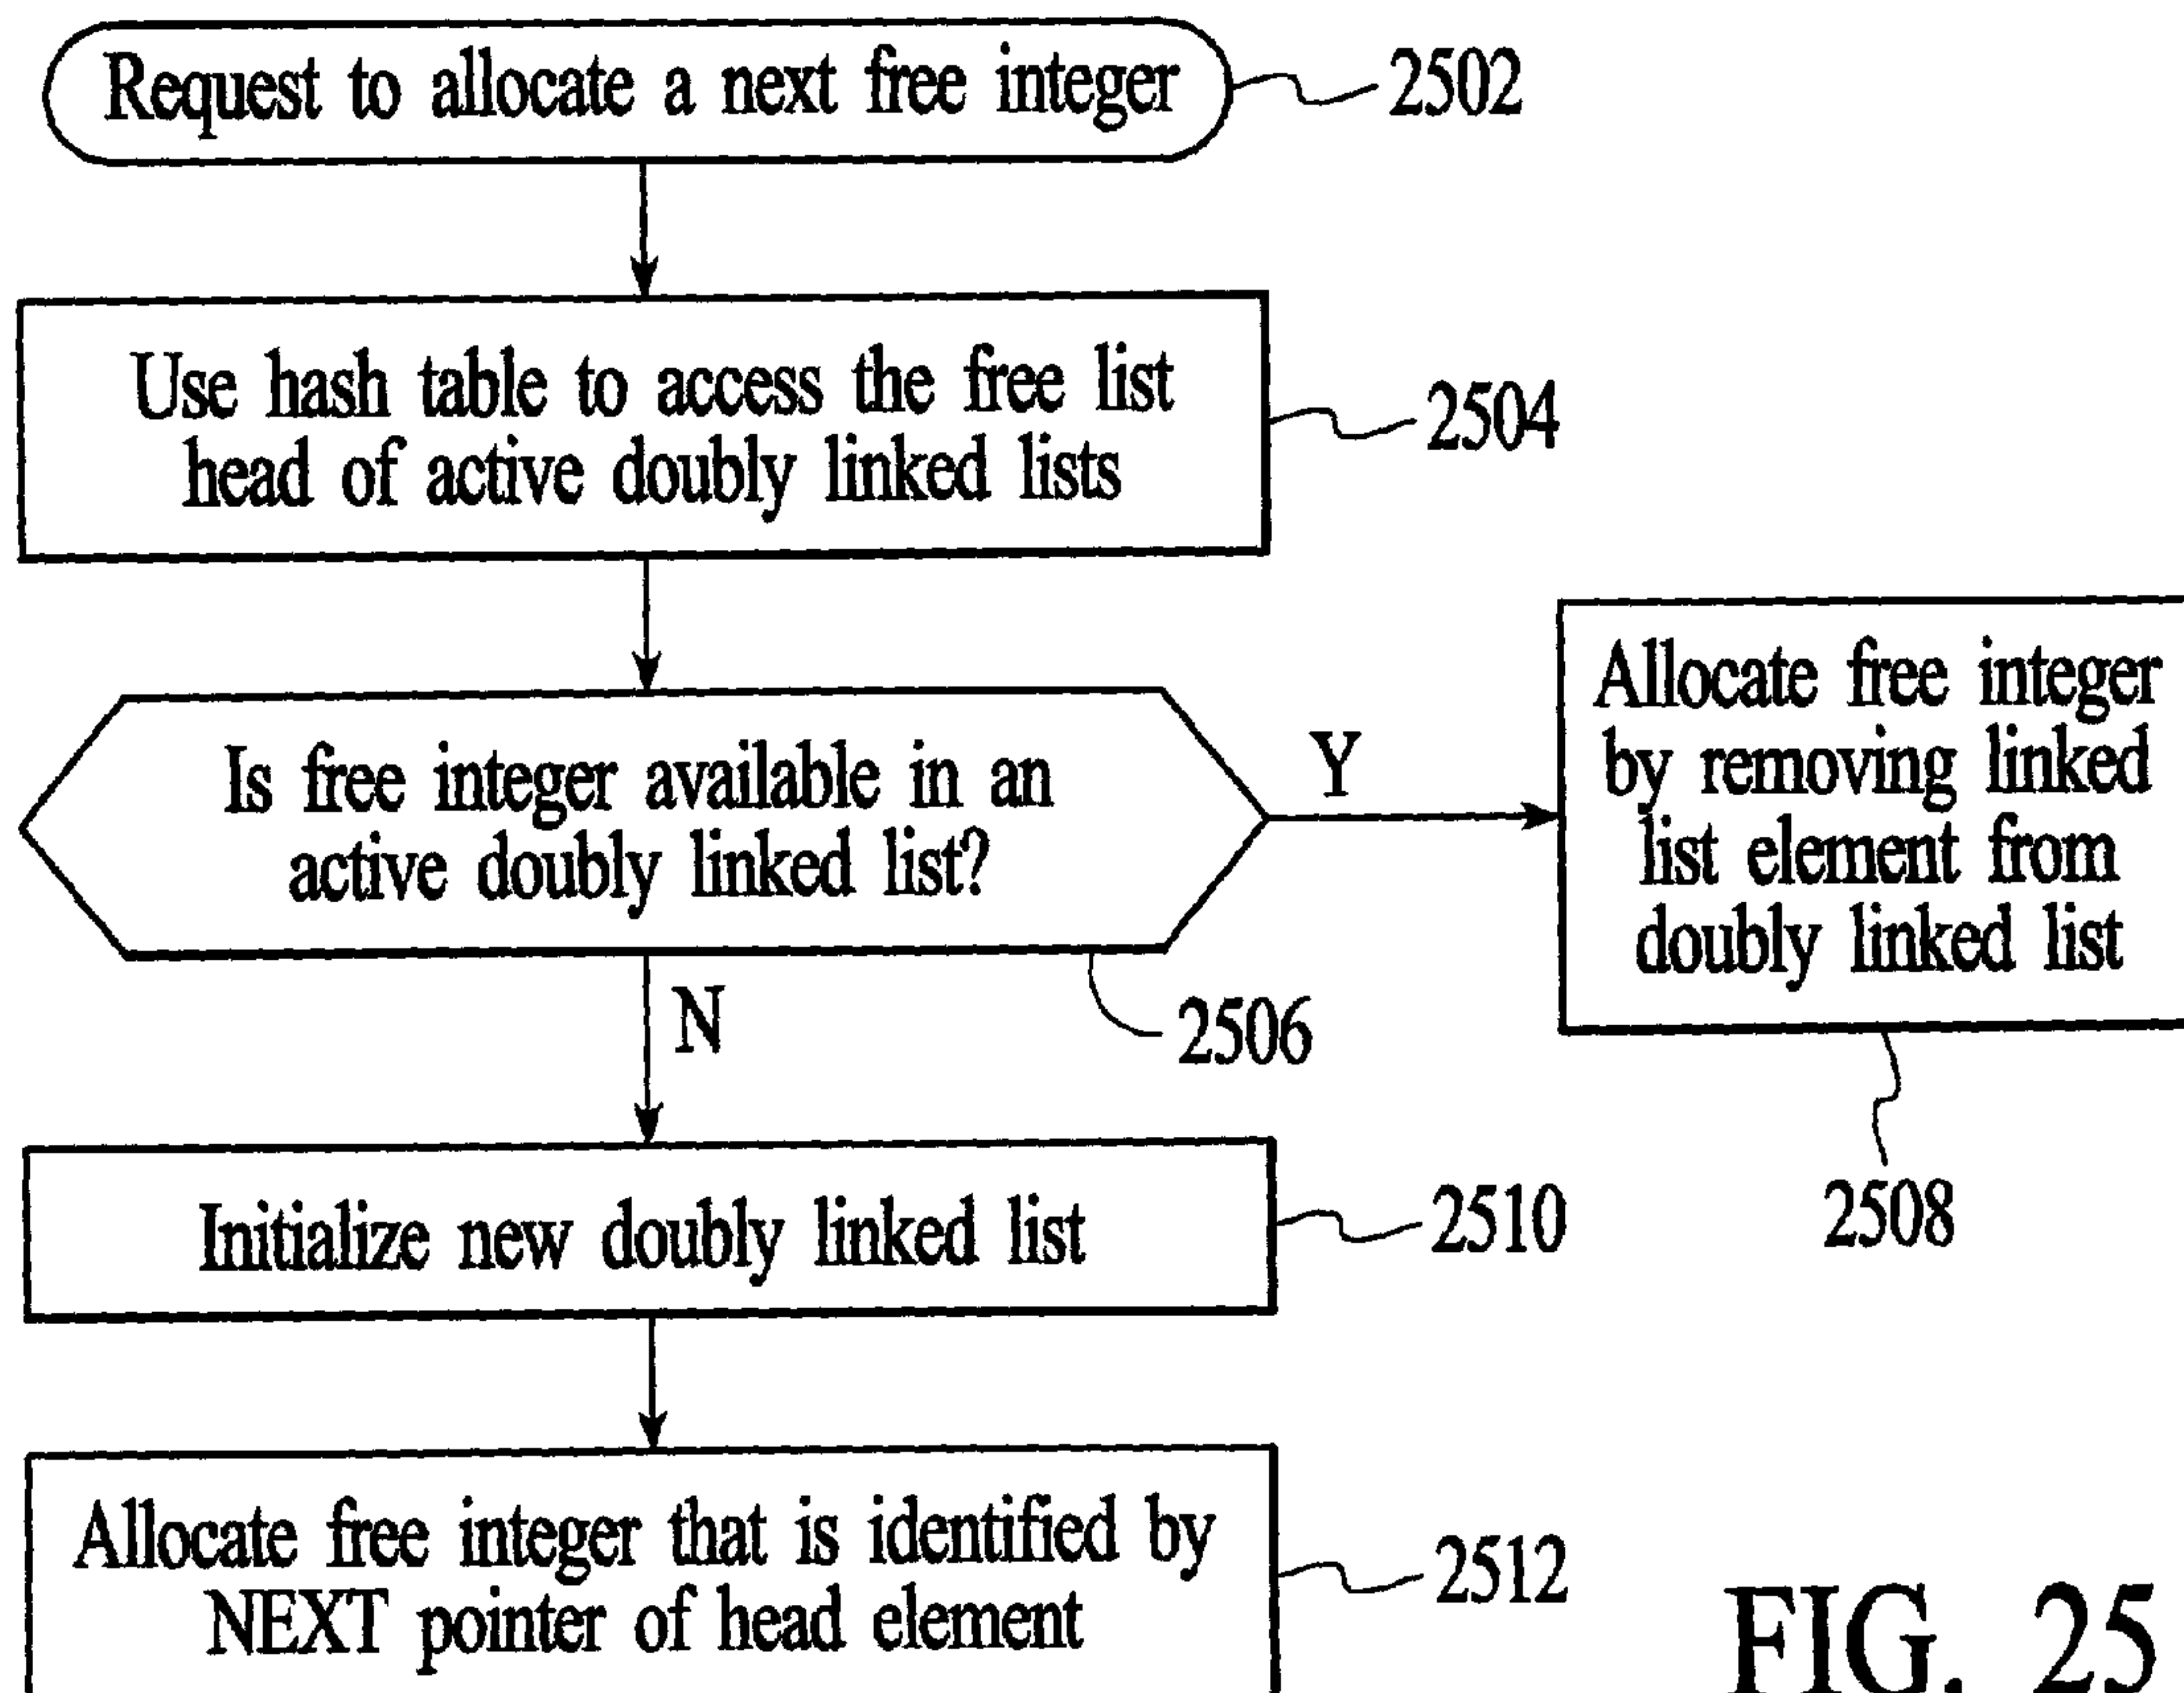 Request to allocate a next free integer
2502
Use hash table to access the free list
head of active doubly linked lists
2504
Is free integer available in an
active doubly linked list?
2506
Y
Allocate free integer
by removing linked
list element from
doubly linked list
2508
N
Initialize new doubly linked list
2510
Allocate free integer that is identified by
NEXT pointer of head element
2512
FIG. 25